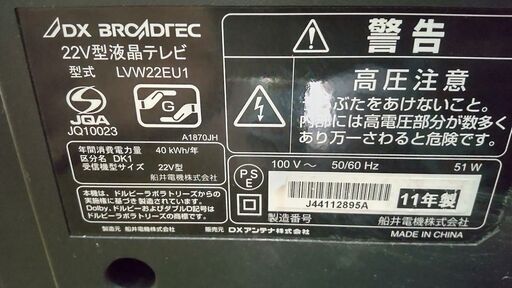 DX BROADTEC
22V型液晶テレビ
型式 LVW22EU1
JQA
JQ10023
G
A1870JH
年間消費電力量 40 kWh/年
区分名 DK1
受信機型サイズ 22V型
船井電機株式会社
本機は、ドルビーラボラトリーズからの
実施権に基づき製造されています。
Dolby、ドルビー及びダブルD記号は
ドルビーラボラトリーズの商標です。
製造元 船井電機株式会社 販売元 DXアンテナ株式会社
警告
高圧注意
うしろぶたをあけないこと。
内部には高電圧部分が数多く
あり万一さわると危険です。
100 V～ 50/60 Hz 51 W
PSE
J44112895A
11年製
製造番号
船井電機株式会社
MADE IN CHINA